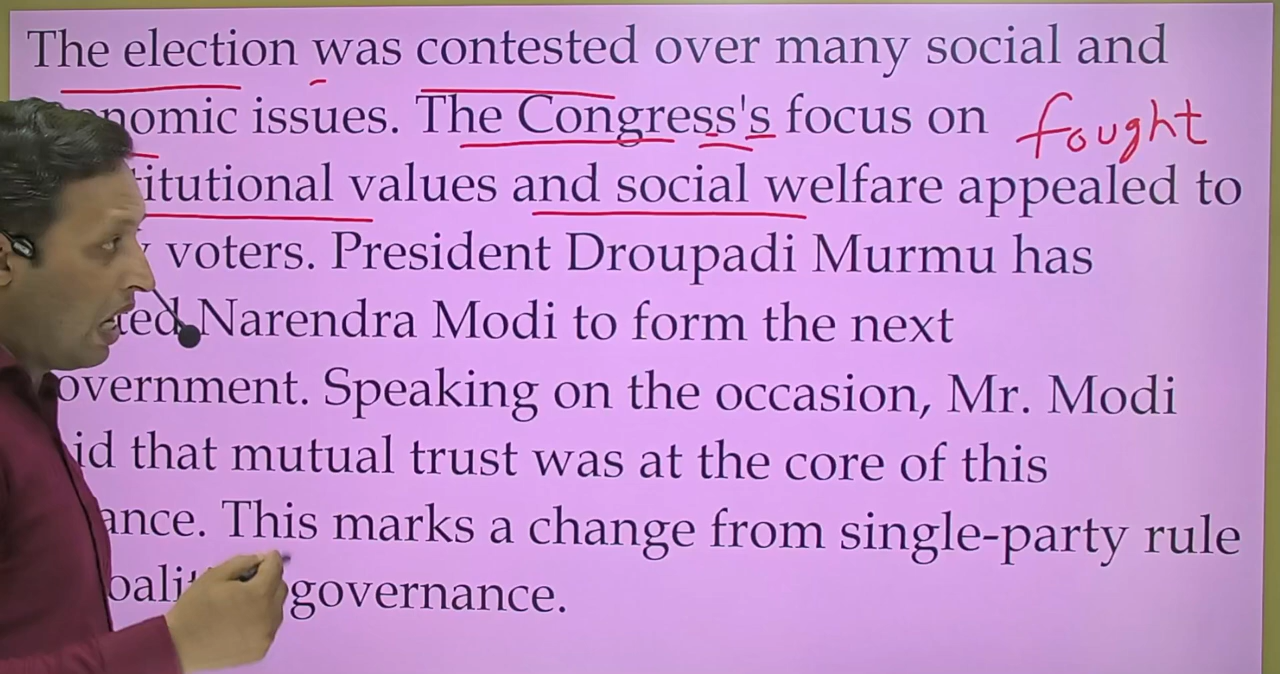 The election was contested over many social and
nomic issues. The Congress's focus on
fought
titutional values and social welfare appealed to
voters. President Droupadi Murmu has
ted Narendra Modi to form the next
overnment. Speaking on the occasion, Mr. Modi
id that mutual trust was at the core of this
ance. This marks a change from single-party rule
governance.